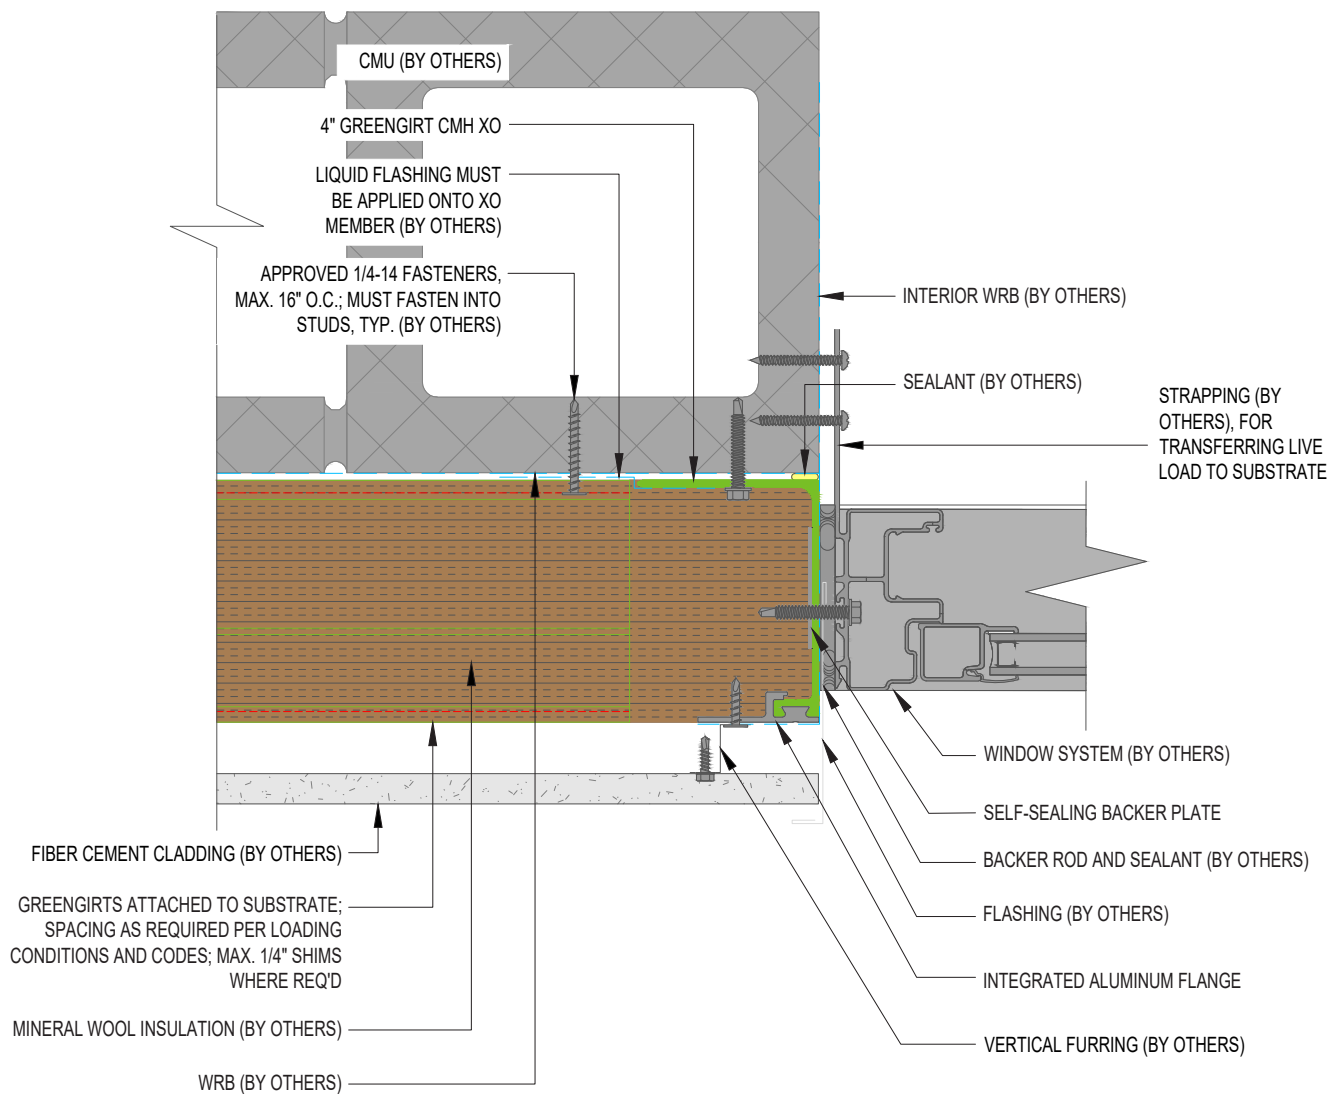 CMU (BY OTHERS)
4" GREENGIRT CMH XO
LIQUID FLASHING MUST
BE APPLIED ONTO XO
MEMBER (BY OTHERS)
APPROVED 1/4-14 FASTENERS,
MAX. 16" O.C.; MUST FASTEN INTO
STUDS, TYP. (BY OTHERS)
INTERIOR WRB (BY OTHERS)
SEALANT (BY OTHERS)
STRAPPING (BY
OTHERS), FOR
TRANSFERRING LIVE
LOAD TO SUBSTRATE
WINDOW SYSTEM (BY OTHERS)
SELF-SEALING BACKER PLATE
BACKER ROD AND SEALANT (BY OTHERS)
FLASHING (BY OTHERS)
INTEGRATED ALUMINUM FLANGE
VERTICAL FURRING (BY OTHERS)
FIBER CEMENT CLADDING (BY OTHERS)
GREENGIRTS ATTACHED TO SUBSTRATE;
SPACING AS REQUIRED PER LOADING
CONDITIONS AND CODES; MAX. 1/4" SHIMS
WHERE REQ'D
MINERAL WOOL INSULATION (BY OTHERS)
WRB (BY OTHERS)